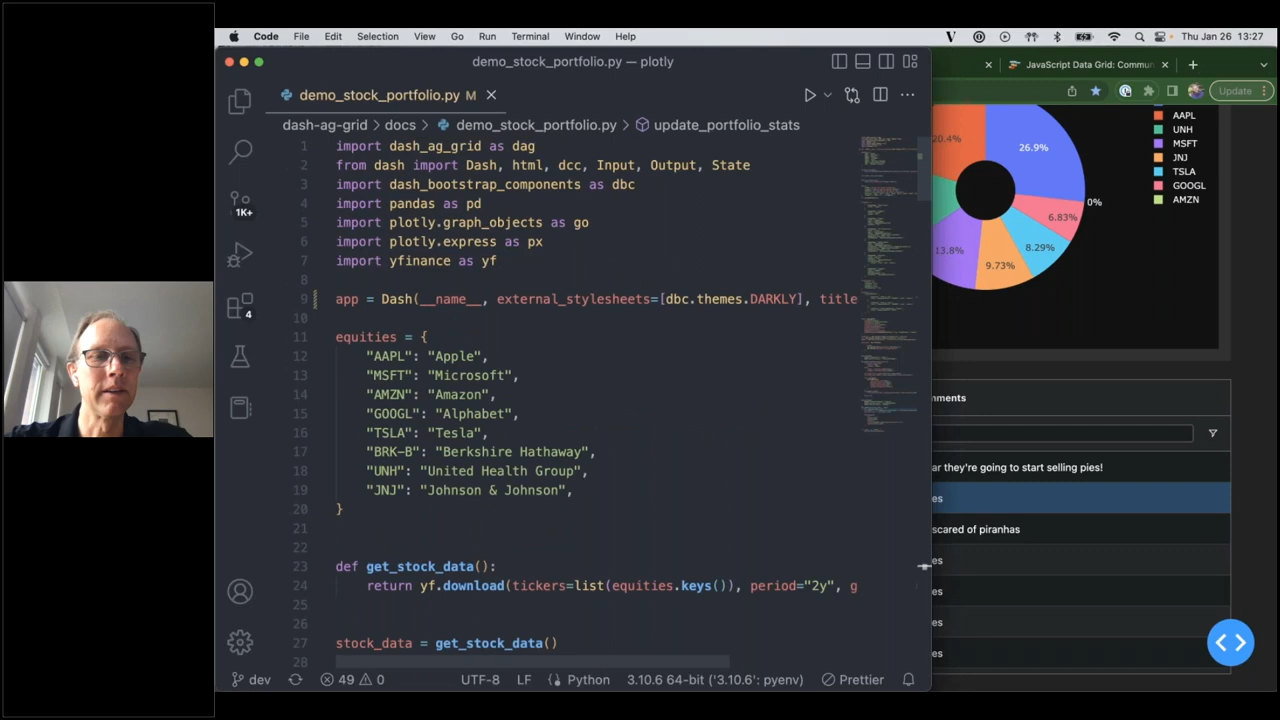 Code File Edit Selection View Go Run Terminal Window Help
Thu Jan 26 13:27
demo_stock_portfolio.py — plotly
demo_stock_portfolio.py M
dash-ag-grid > docs > demo_stock_portfolio.py > update_portfolio_stats
1 import dash_ag_grid as dag
2 from dash import Dash, html, dcc, Input, Output, State
3 import dash_bootstrap_components as dbc
4 import pandas as pd
5 import plotly.graph_objects as go
6 import plotly.express as px
7 import yfinance as yf
8
9 app = Dash(__name__, external_stylesheets=[dbc.themes.DARKLY], title
10
11 equities = {
12 "AAPL": "Apple",
13 "MSFT": "Microsoft",
14 "AMZN": "Amazon",
15 "GOOGL": "Alphabet",
16 "TSLA": "Tesla",
17 "BRK-B": "Berkshire Hathaway",
18 "UNH": "United Health Group",
19 "JNJ": "Johnson & Johnson",
20 }
21
22
23 def get_stock_data():
24 return yf.download(tickers=list(equities.keys()), period="2y", g
25
26
27 stock_data = get_stock_data()
28
1K+
4
dev 49 0 UTF-8 LF Python 3.10.6 64-bit ('3.10.6': pyenv) Prettier
JavaScript Data Grid: Commun
Update
AAPL
UNH
MSFT
JNJ
TSLA
GOOGL
AMZN
20.4%
26.9%
0%
6.83%
8.29%
9.73%
13.8%
mments
ar they're going to start selling pies!
es
scared of piranhas
es
es
es
es